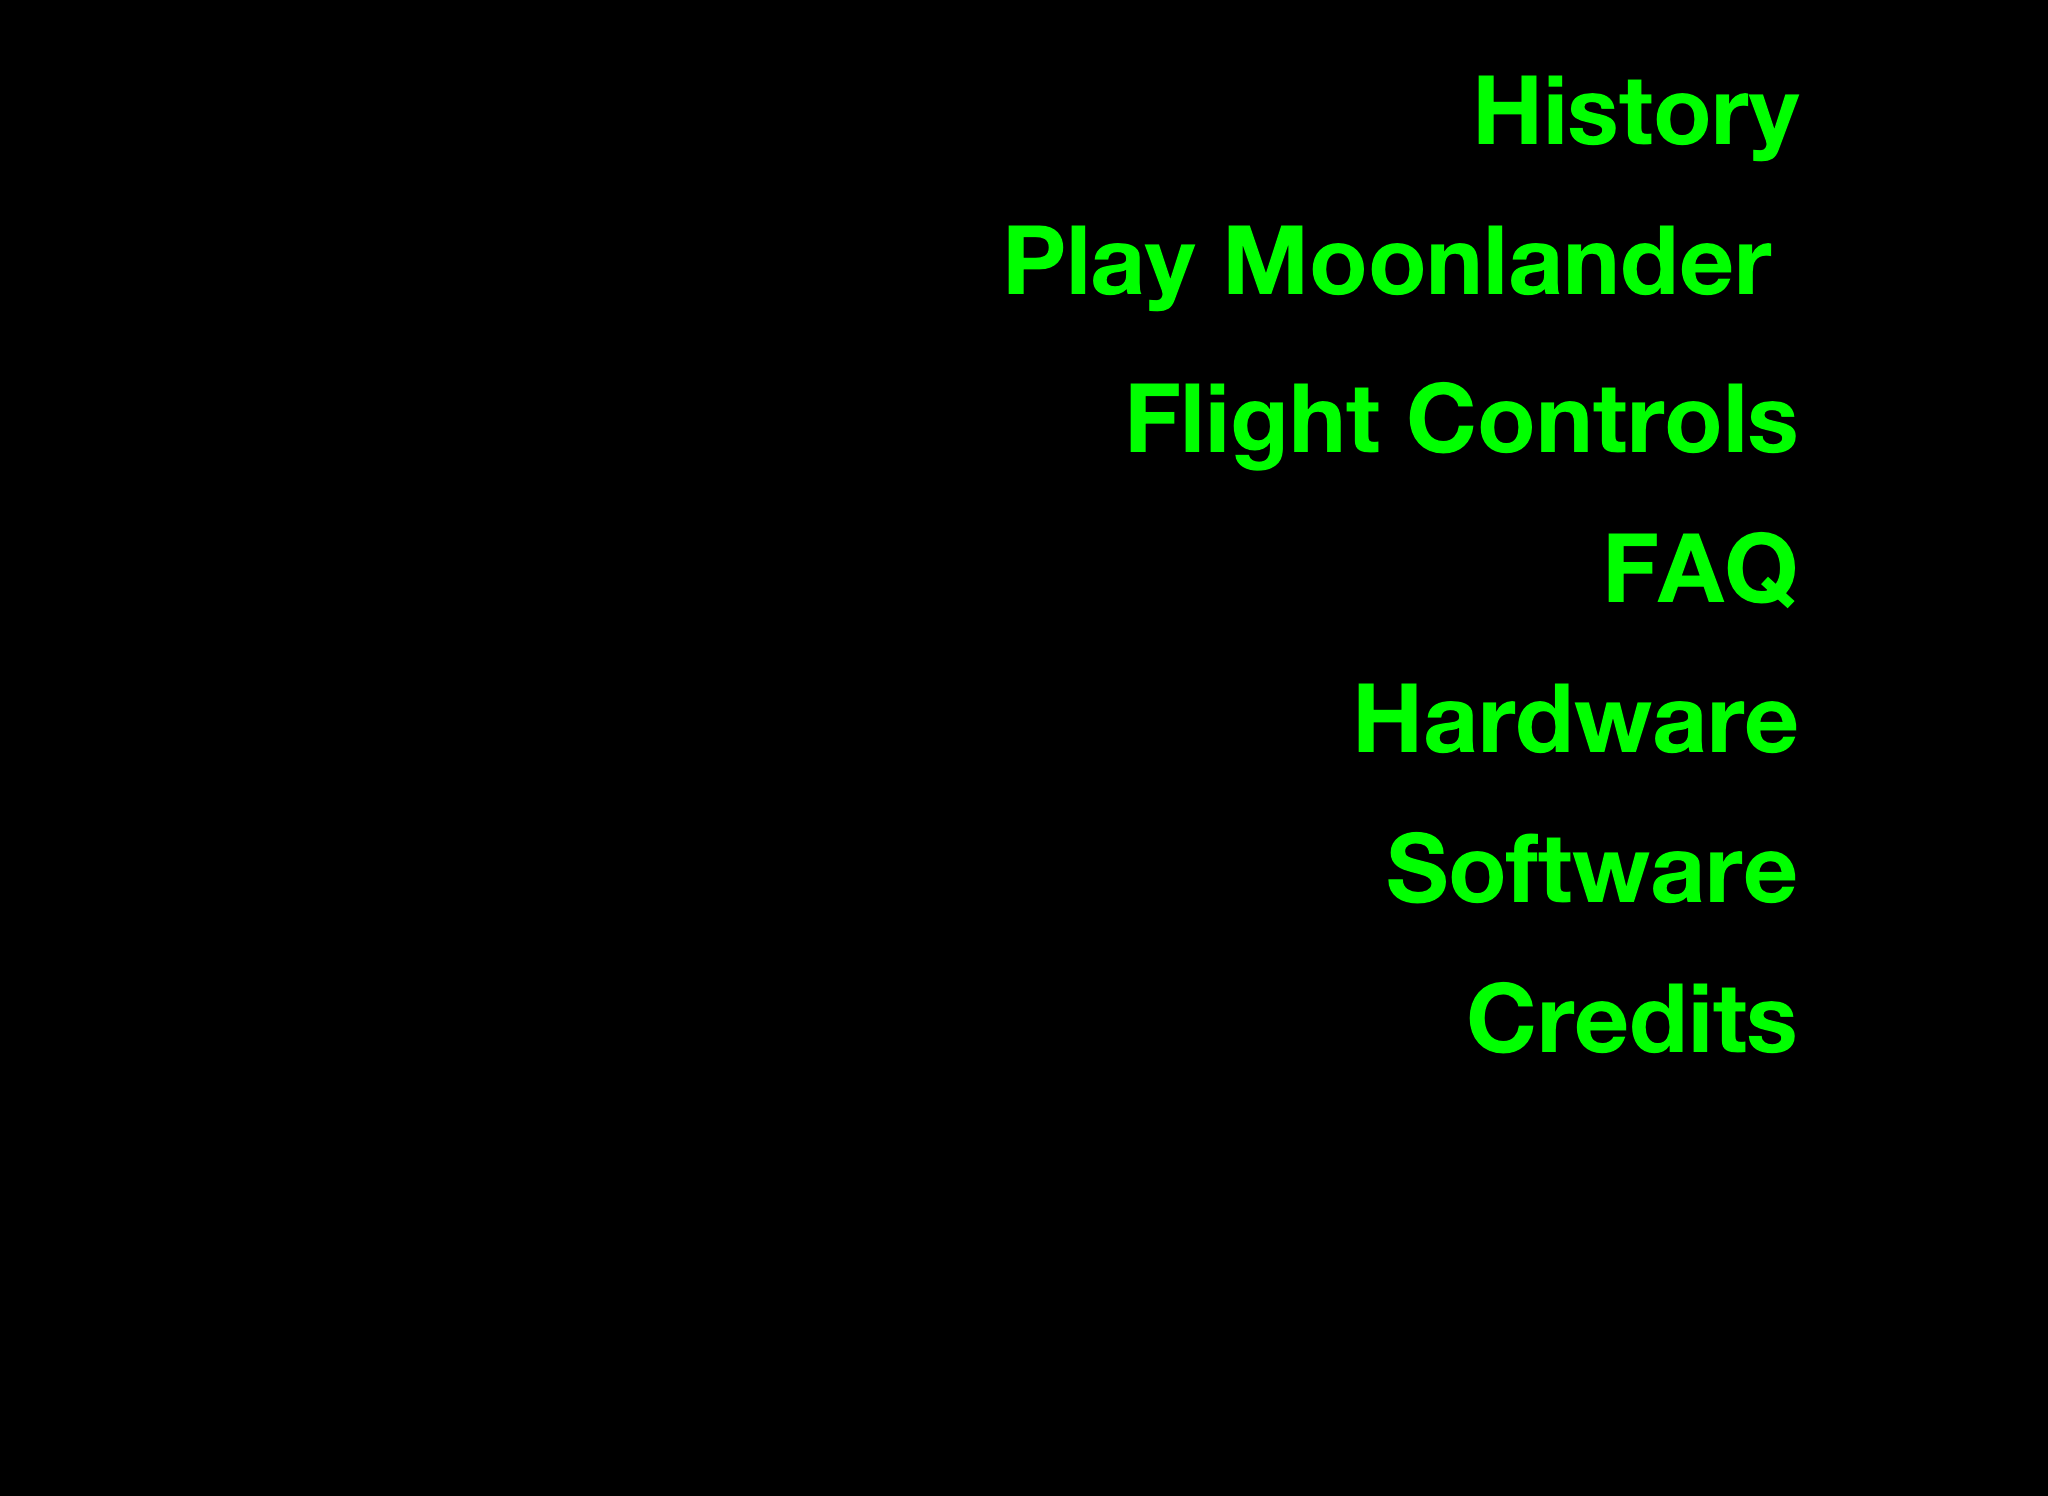 History
Play Moonlander
Flight Controls
FAQ
Hardware
Software
Credits